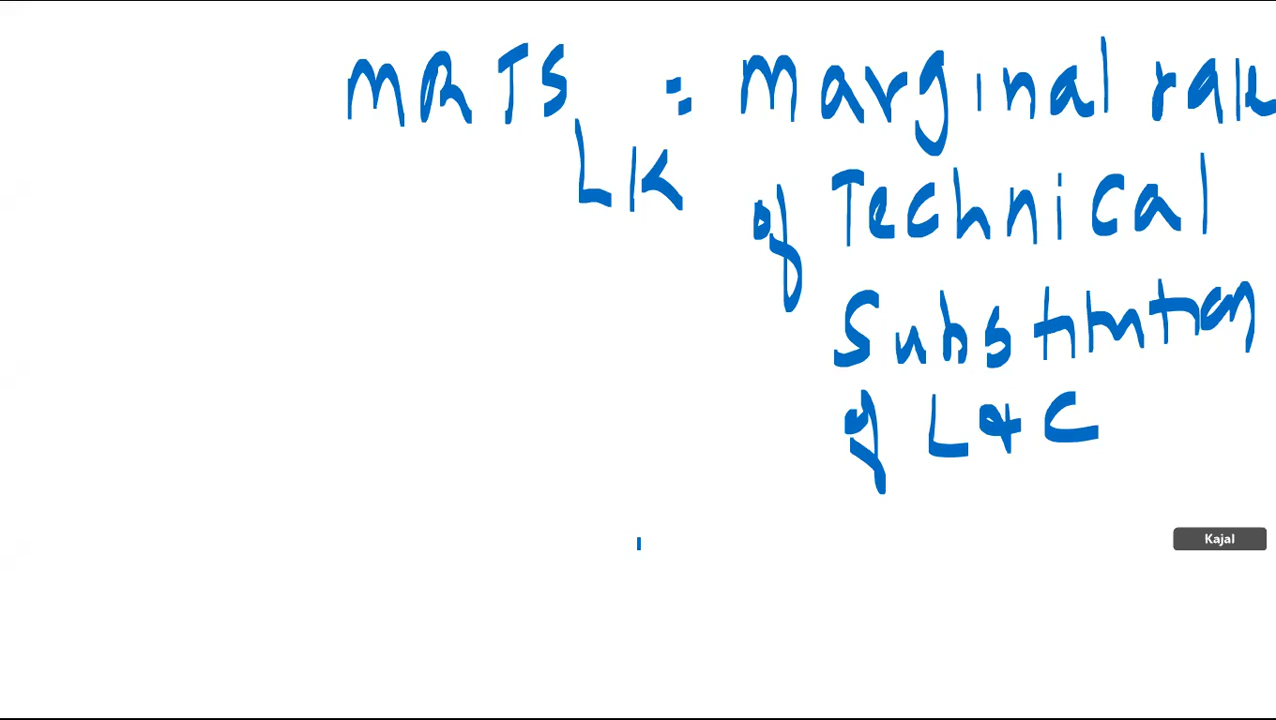 MRTS LK = Marginal rate
of Technical
Substitution
of L & C
Kajal